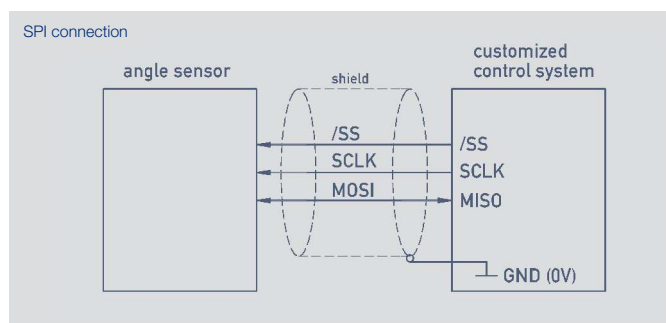 SPI connection
angle sensor
shield
customized
control system
/SS
/SS
SCLK
SCLK
MOSI
MISO
GND (0V)